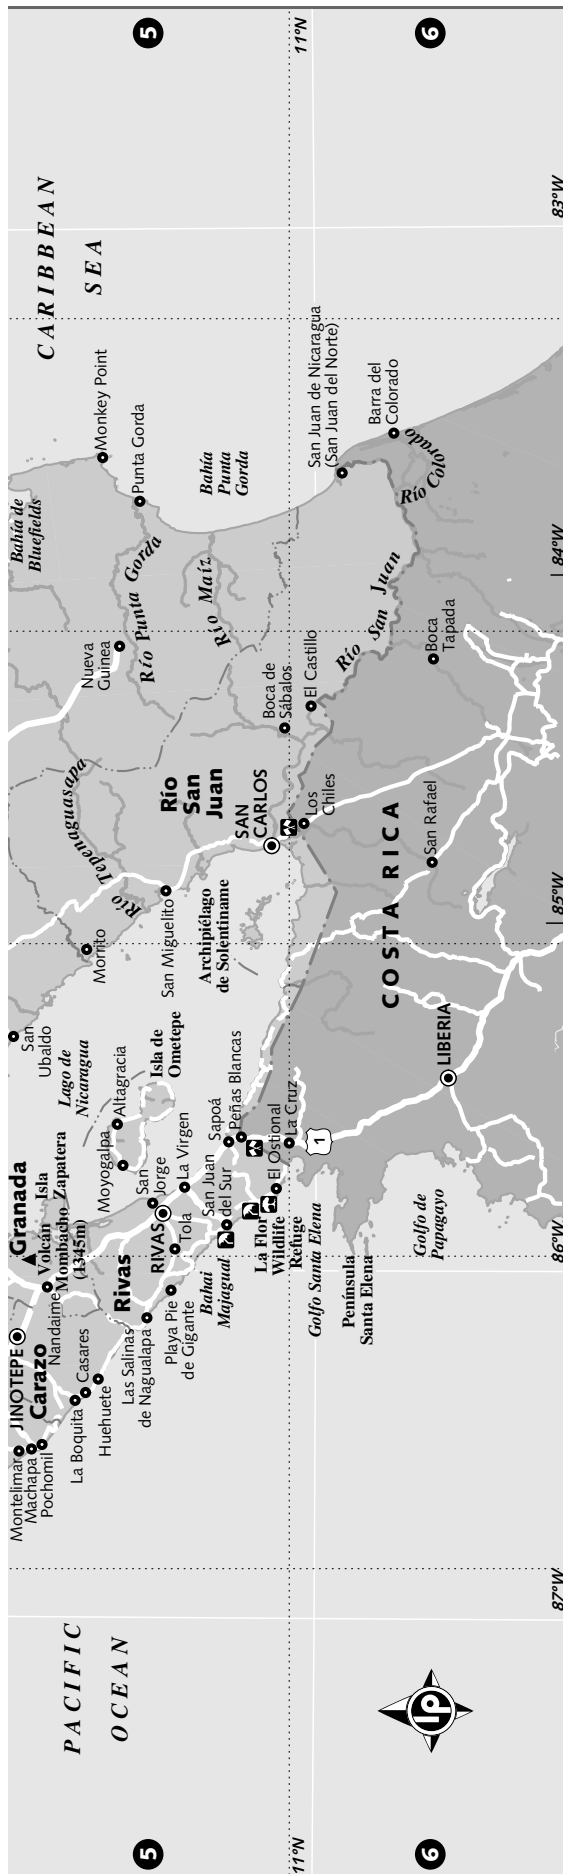 5
6
11°N
CARIBBEAN
SEA
83°W
Monkey Point
Punta Gorda
Bahía
Punta
Gorda
San Juan de Nicaragua
(San Juan del Norte)
Barra del
Colorado
Río Colorado
Bahía de
Bluefields
Río Punta Gorda
Río Maíz
84°W
Nueva
Guinea
Río San Juan
Boca
Tapada
Boca de
Sábalos
El Castillo
Río Tepenaguasapa
Río
San
Juan
SAN
CARLOS
Los
Chiles
San Rafael
COSTA RICA
85°W
Morrito
San Miguelito
Archipiélago
de Solentiname
San
Ubaldo
Lago de
Nicaragua
Isla de
Ometepe
Altagracia
Moyogalpa
Sapoá
Peñas Blancas
LIBERIA
La Virgen
San
Jorge
San Juan
del Sur
El Ostional
La Cruz
1
Granada
Volcán
Mombacho
(1345m)
Isla
Zapatera
RIVAS
Tola
Rivas
Bahai
Majagual
La Flor
Wildlife
Refuge
Golfo Santa Elena
Península
Santa Elena
Golfo de
Papagayo
86°W
Nandaime
JINOTEPE
Carazo
Casares
La Boquita
Huehuete
Las Salinas
de Nagualapa
Playa Pie
de Gigante
Montelimar
Machapa
Pochomil
87°W
PACIFIC
OCEAN
lp
5
6
11°N